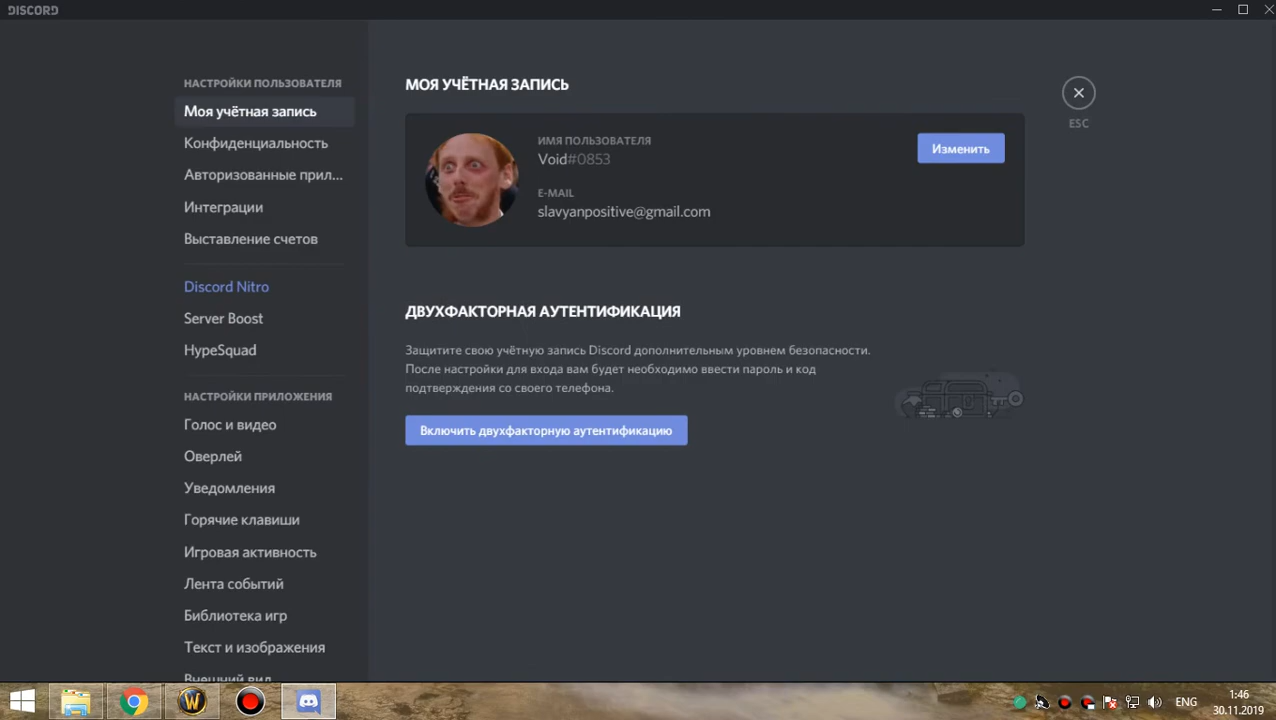 DISCORD
НАСТРОЙКИ ПОЛЬЗОВАТЕЛЯ
Моя учётная запись
Конфиденциальность
Авторизованные прил...
Интеграции
Выставление счетов
Discord Nitro
Server Boost
HypeSquad
НАСТРОЙКИ ПРИЛОЖЕНИЯ
Голос и видео
Оверлей
Уведомления
Горячие клавиши
Игровая активность
Лента событий
Библиотека игр
Текст и изображения
Внешний вид
МОЯ УЧЁТНАЯ ЗАПИСЬ
ИМЯ ПОЛЬЗОВАТЕЛЯ
Void#0853
Изменить
E-MAIL
slavyanpositive@gmail.com
ESC
ДВУХФАКТОРНАЯ АУТЕНТИФИКАЦИЯ
Защитите свою учётную запись Discord дополнительным уровнем безопасности.
После настройки для входа вам будет необходимо ввести пароль и код
подтверждения со своего телефона.
Включить двухфакторную аутентификацию
ENG
1:46
30.11.2019